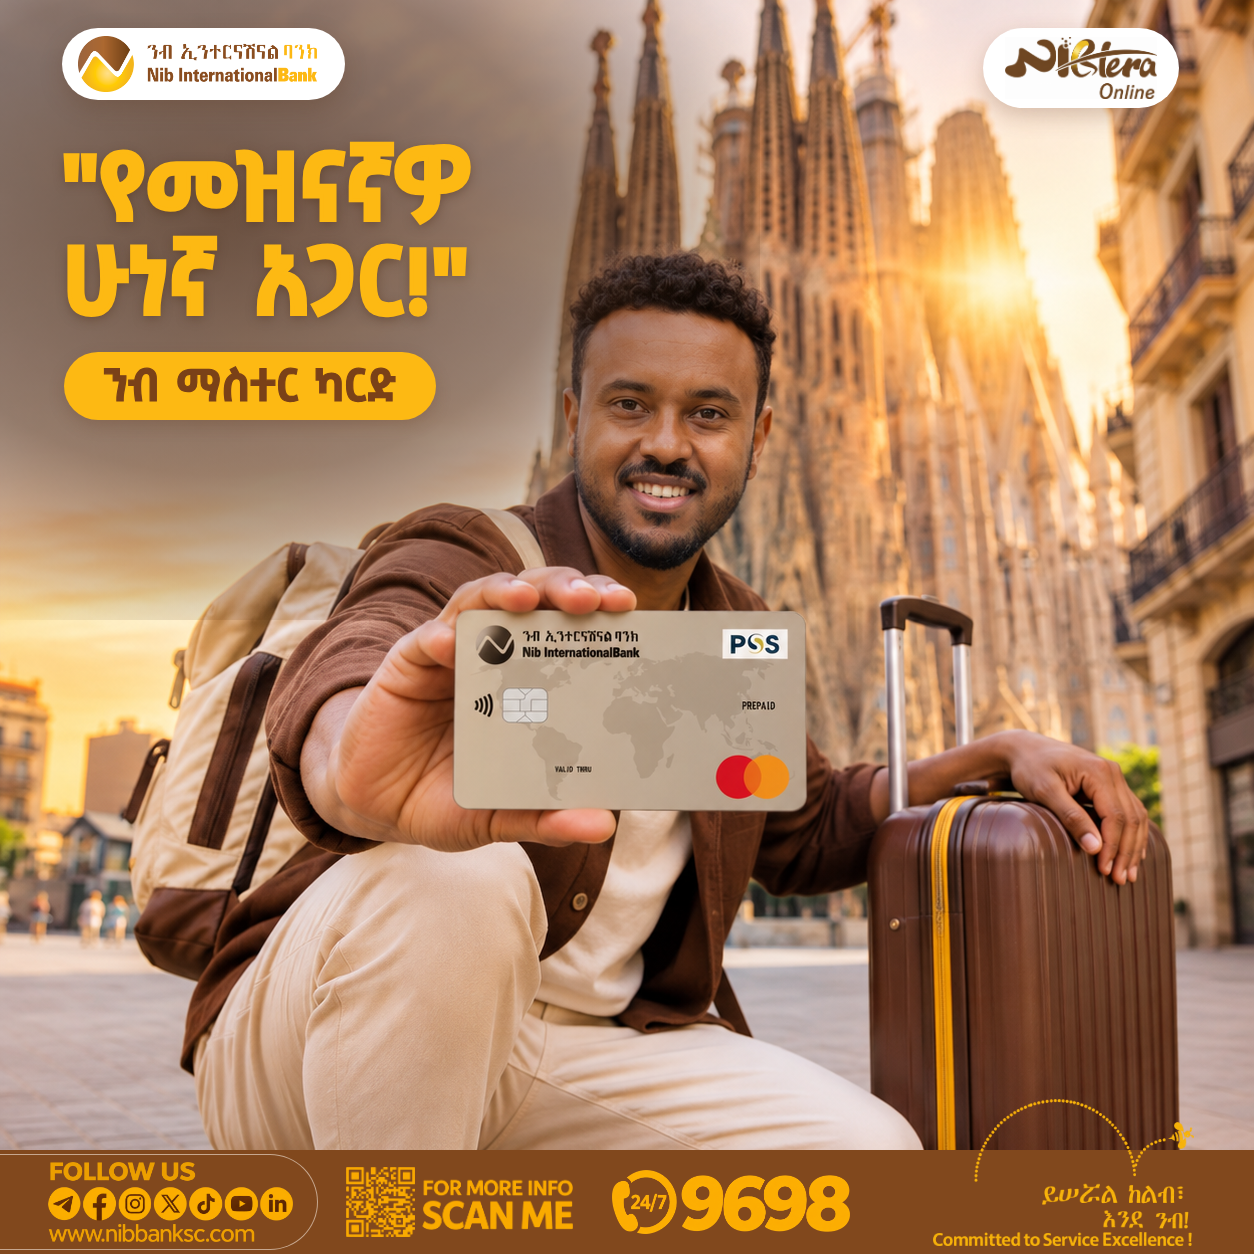 ንብ ኢንተርናሽናል ባንክ
Nib InternationalBank
Nibtera
Online
"የመዝናኛዎ
ሁነኛ አጋር!"
ንብ ማስተር ካርድ
ንብ ኢንተርናሽናል ባንክ
Nib InternationalBank
PSS
PREPAID
VALID THRU
FOLLOW US
www.nibbanksc.com
FOR MORE INFO
SCAN ME
24/7
9698
ይሠሯል ከልብ፣
እንደ ንብ!
Committed to Service Excellence !